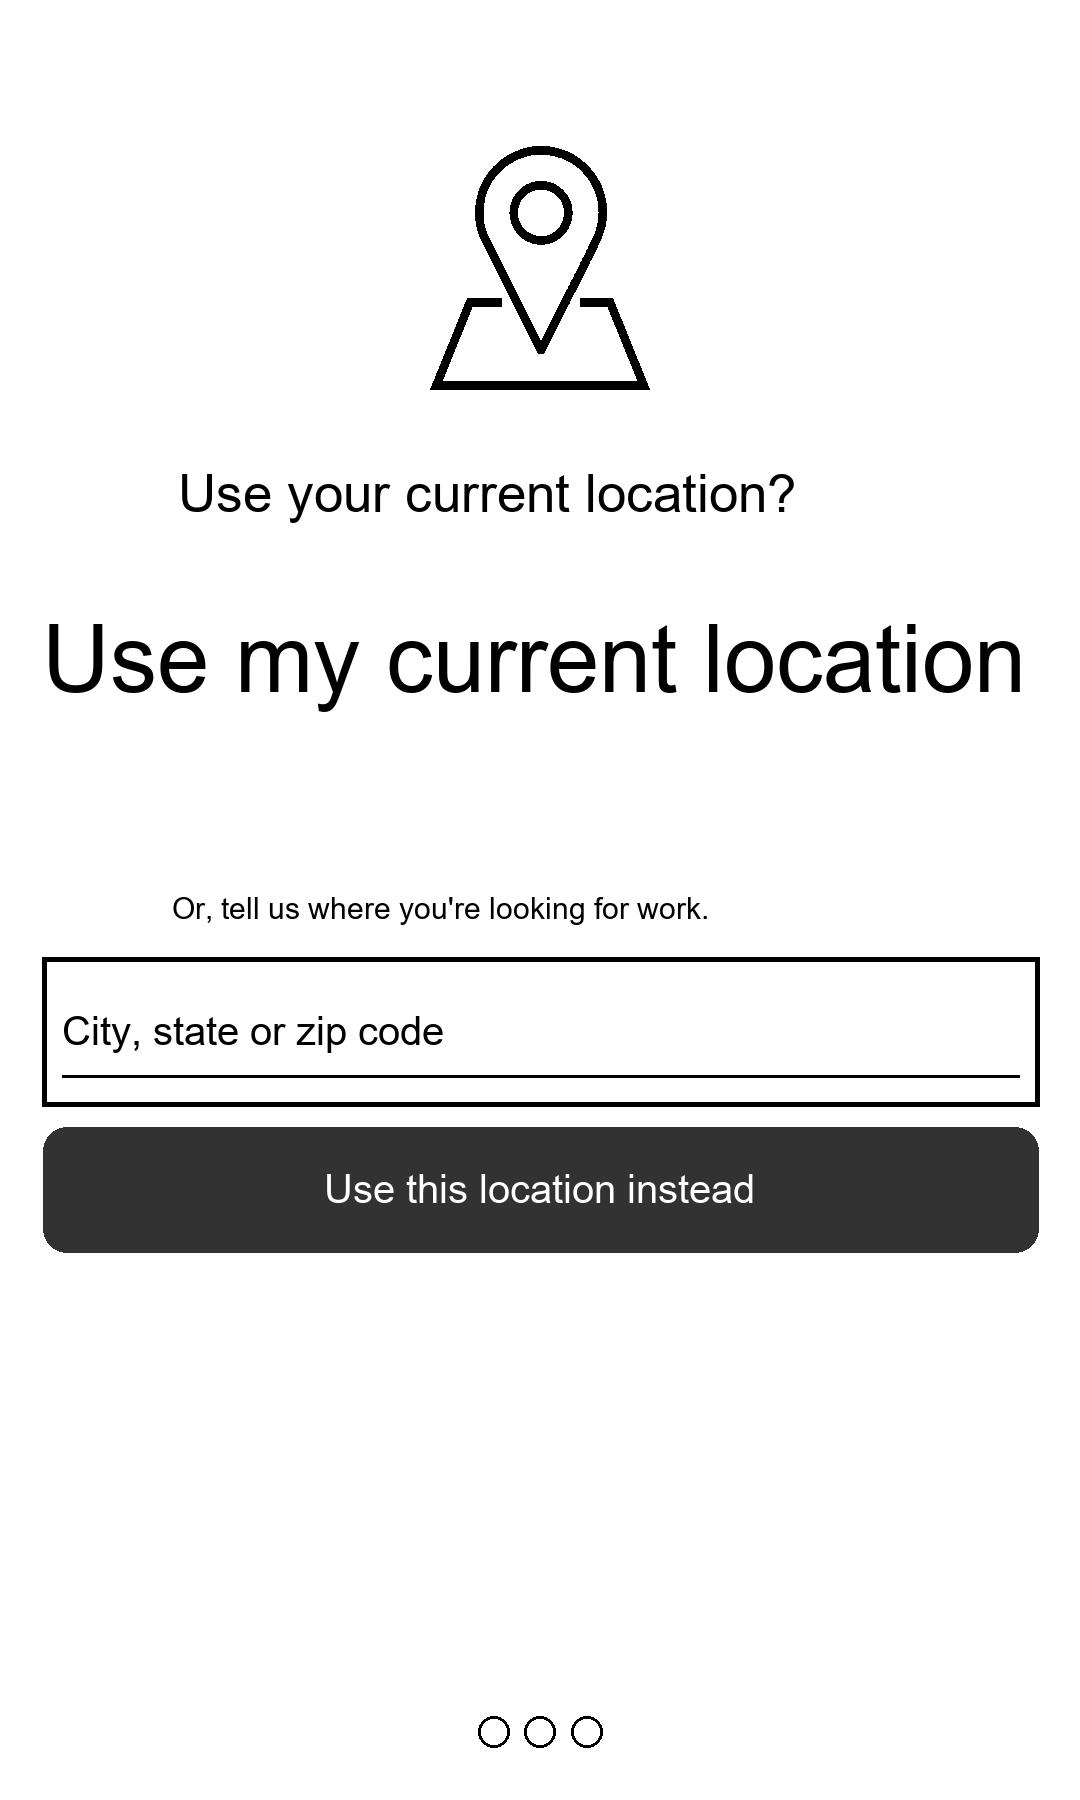 Use your current location?
Use my current location
Or, tell us where you're looking for work.
City, state or zip code
Use this location instead